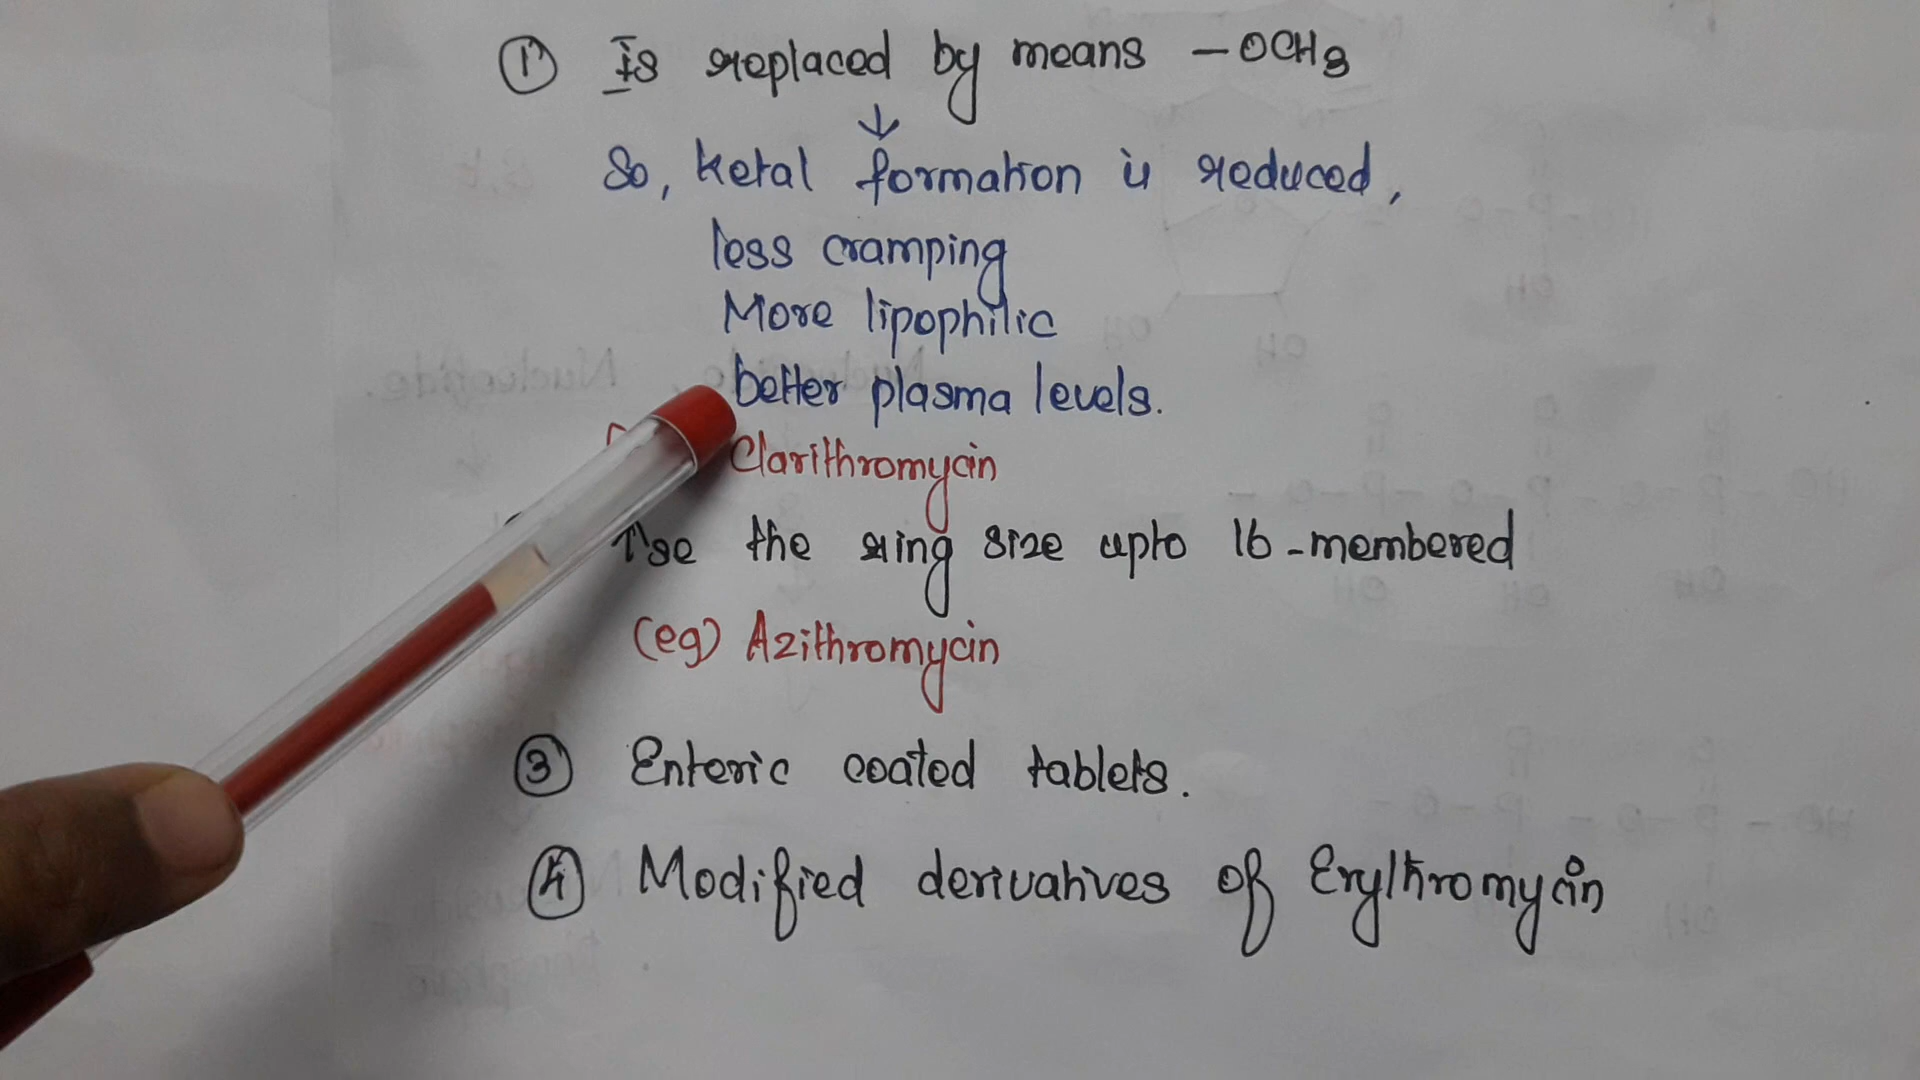 ① Is replaced by means -OCH3
↓
So, ketal formation is reduced,
less cramping
More lipophilic
better plasma levels.
Clarithromycin
↑se the ring size upto 16-membered
(eg) Azithromycin
③ Enteric coated tablets.
④ Modified derivatives of Erythromycin